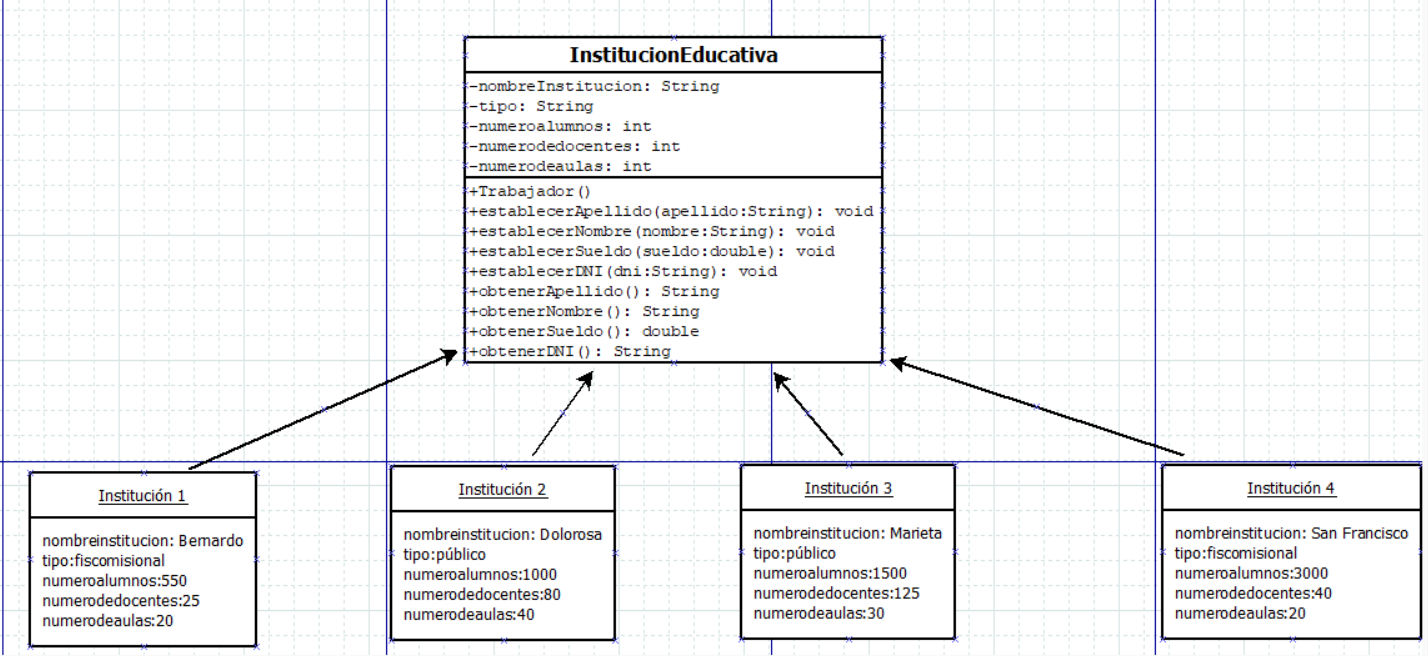 InstitucionEducativa
-nombreInstitucion: String
-tipo: String
-numeroalumnos: int
-numerodedocentes: int
-numerodeaulas: int
+Trabajador()
+establecerApellido(apellido:String): void
+establecerNombre(nombre:String): void
+establecerSueldo(sueldo:double): void
+establecerDNI(dni:String): void
+obtenerApellido(): String
+obtenerNombre(): String
+obtenerSueldo(): double
+obtenerDNI(): String
Institución 1
nombreinstitucion: Bernardo
tipo:fiscomisional
numeroalumnos:550
numerodedocentes:25
numerodeaulas:20
Institución 2
nombreinstitucion: Dolorosa
tipo:público
numeroalumnos:1000
numerodedocentes:80
numerodeaulas:40
Institución 3
nombreinstitucion: Marieta
tipo:público
numeroalumnos:1500
numerodedocentes:125
numerodeaulas:30
Institución 4
nombreinstitucion: San Francisco
tipo:fiscomisional
numeroalumnos:3000
numerodedocentes:40
numerodeaulas:20